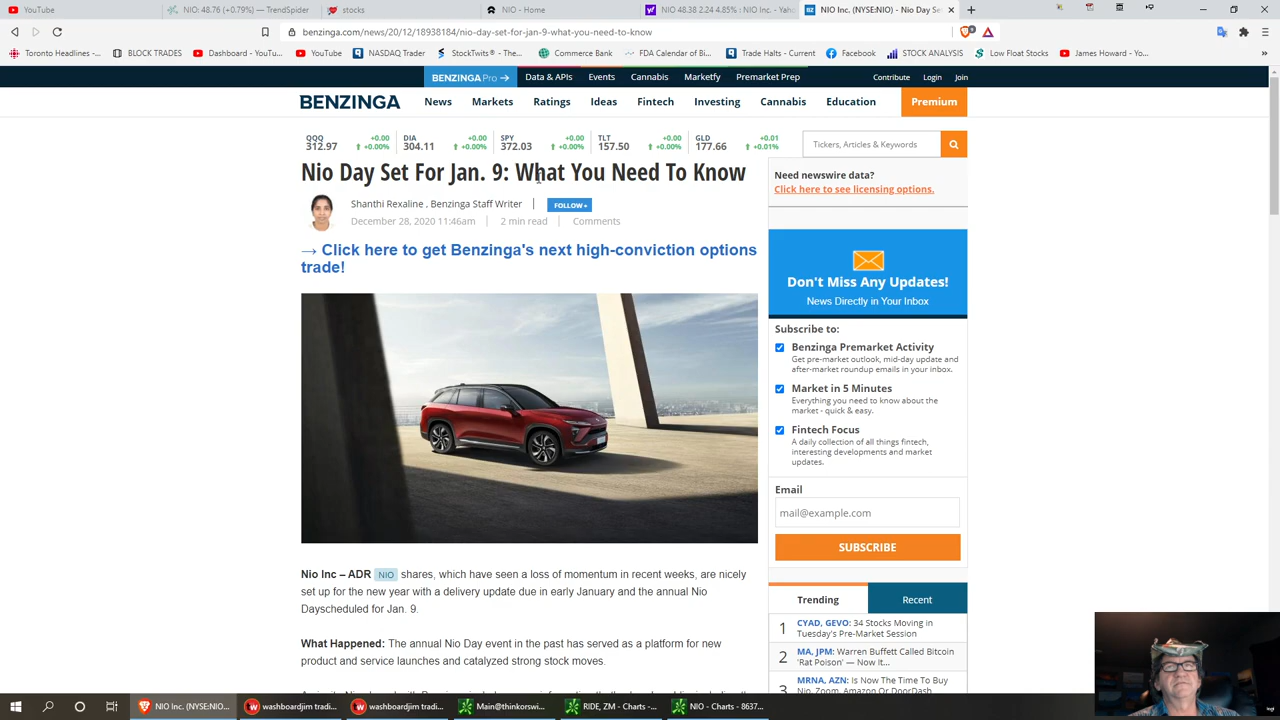 YouTube
NIO: 48.76 (+0.79%) — TrendSpider
stocks
NIO - Home
NIO 48.38 2.24 4.85% : NIO Inc. - Yaho
NIO Inc. (NYSE:NIO) - Nio Day Se
benzinga.com/news/20/12/18938184/nio-day-set-for-jan-9-what-you-need-to-know
Toronto Headlines -...
BLOCK TRADES
Dashboard - YouTu...
YouTube
NASDAQ Trader
StockTwits® - The...
Commerce Bank
FDA Calendar of Bi...
Trade Halts - Current
Facebook
STOCK ANALYSIS
Low Float Stocks
James Howard - Yo...
BENZINGA Pro →
Data & APIs
Events
Cannabis
Marketfy
Premarket Prep
Contribute
Login
Join
BENZINGA
News
Markets
Ratings
Ideas
Fintech
Investing
Cannabis
Education
Premium
QQQ +0.00
312.97 +0.00%
DIA +0.00
304.11 +0.00%
SPY +0.00
372.03 +0.00%
TLT +0.00
157.50 +0.00%
GLD +0.01
177.66 +0.01%
Tickers, Articles & Keywords
Nio Day Set For Jan. 9: What You Need To Know
Shanthi Rexaline , Benzinga Staff Writer
FOLLOW+
December 28, 2020 11:46am
2 min read
Comments
→ Click here to get Benzinga's next high-conviction options
trade!
Nio Inc – ADR NIO shares, which have seen a loss of momentum in recent weeks, are nicely
set up for the new year with a delivery update due in early January and the annual Nio
Dayscheduled for Jan. 9.
What Happened: The annual Nio Day event in the past has served as a platform for new
product and service launches and catalyzed strong stock moves.
Need newswire data?
Click here to see licensing options.
Don't Miss Any Updates!
News Directly in Your Inbox
Subscribe to:
Benzinga Premarket Activity
Get pre-market outlook, mid-day update and
after-market roundup emails in your inbox.
Market in 5 Minutes
Everything you need to know about the
market - quick & easy.
Fintech Focus
A daily collection of all things fintech,
interesting developments and market
updates.
Email
mail@example.com
SUBSCRIBE
Trending
Recent
1 CYAD, GEVO: 34 Stocks Moving in
Tuesday's Pre-Market Session
2 MA, JPM: Warren Buffett Called Bitcoin
'Rat Poison' — Now It...
3 MRNA, AZN: Is Now The Time To Buy
Nio, Zoom, Amazon Or DoorDash
NIO Inc. (NYSE:NIO...
washboardjim tradi...
washboardjim tradi...
Main@thinkorswi...
RIDE, ZM - Charts -...
NIO - Charts - 8637...